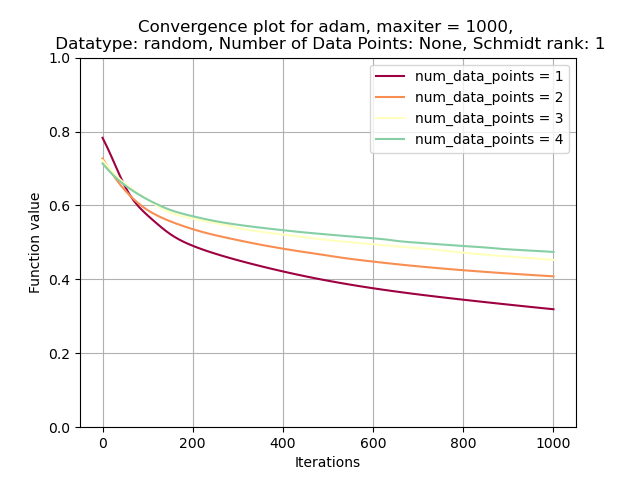 Convergence plot for adam, maxiter = 1000,
Datatype: random, Number of Data Points: None, Schmidt rank: 1
1.0
0.8
0.6
0.4
0.2
0.0
Function value
num_data_points = 1
num_data_points = 2
num_data_points = 3
num_data_points = 4
0
200
400
600
800
1000
Iterations